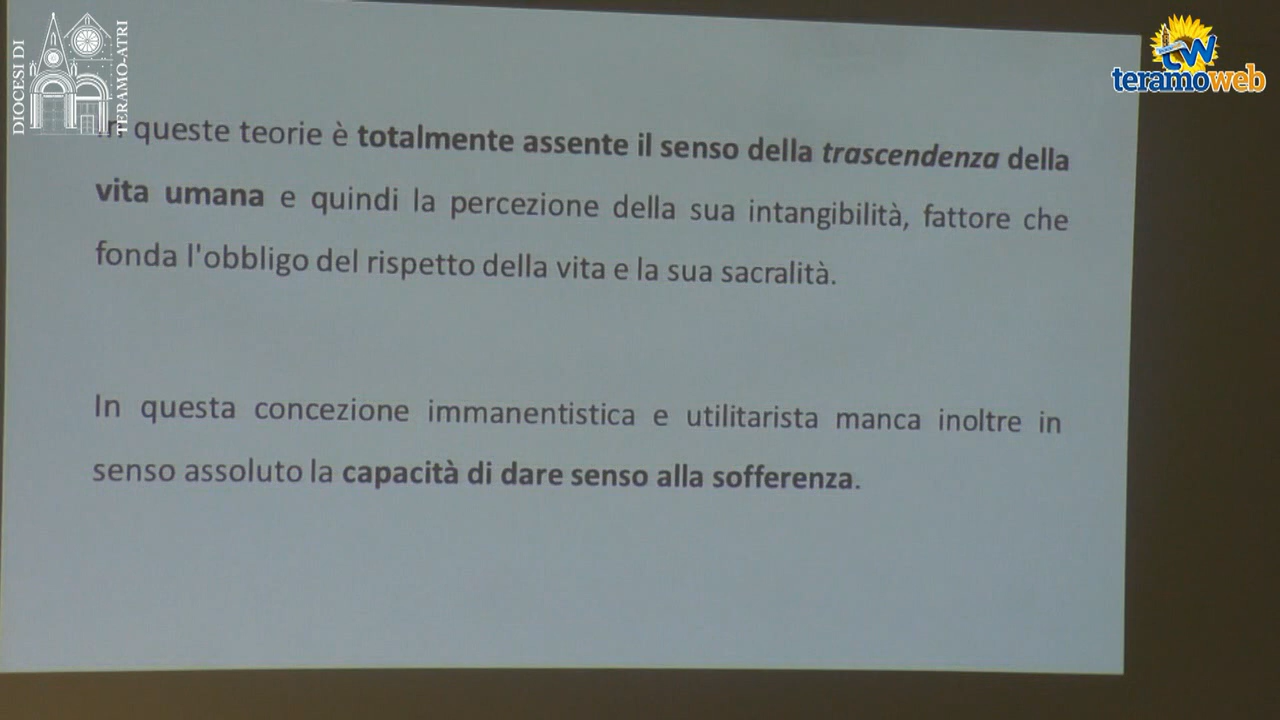 DIOCESI DI
TERAMO-ATRI
tw
teramoweb
In queste teorie è totalmente assente il senso della trascendenza della
vita umana e quindi la percezione della sua intangibilità, fattore che
fonda l'obbligo del rispetto della vita e la sua sacralità.
In questa concezione immanentistica e utilitarista manca inoltre in
senso assoluto la capacità di dare senso alla sofferenza.